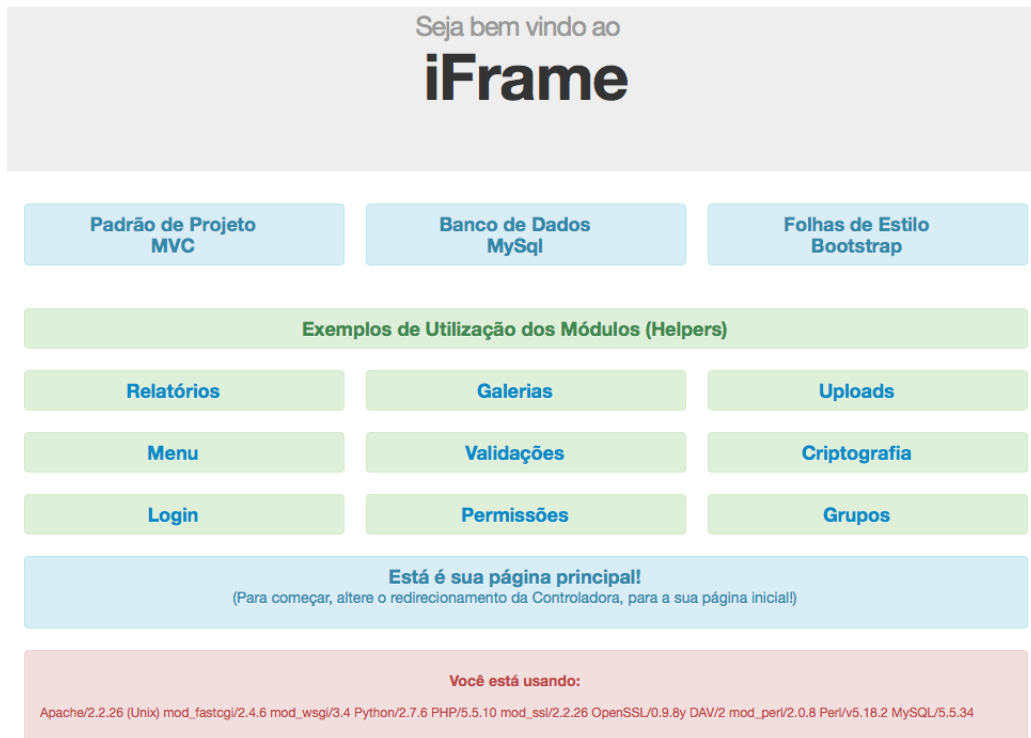 Seja bem vindo ao
iFrame
Padrão de Projeto
MVC
Banco de Dados
MySql
Folhas de Estilo
Bootstrap
Exemplos de Utilização dos Módulos (Helpers)
Relatórios
Galerias
Uploads
Menu
Validações
Criptografia
Login
Permissões
Grupos
Está é sua página principal!
(Para começar, altere o redirecionamento da Controladora, para a sua página inicial!)
Você está usando:
Apache/2.2.26 (Unix) mod_fastcgi/2.4.6 mod_wsgi/3.4 Python/2.7.6 PHP/5.5.10 mod_ssl/2.2.26 OpenSSL/0.9.8y DAV/2 mod_perl/2.0.8 Perl/v5.18.2 MySQL/5.5.34